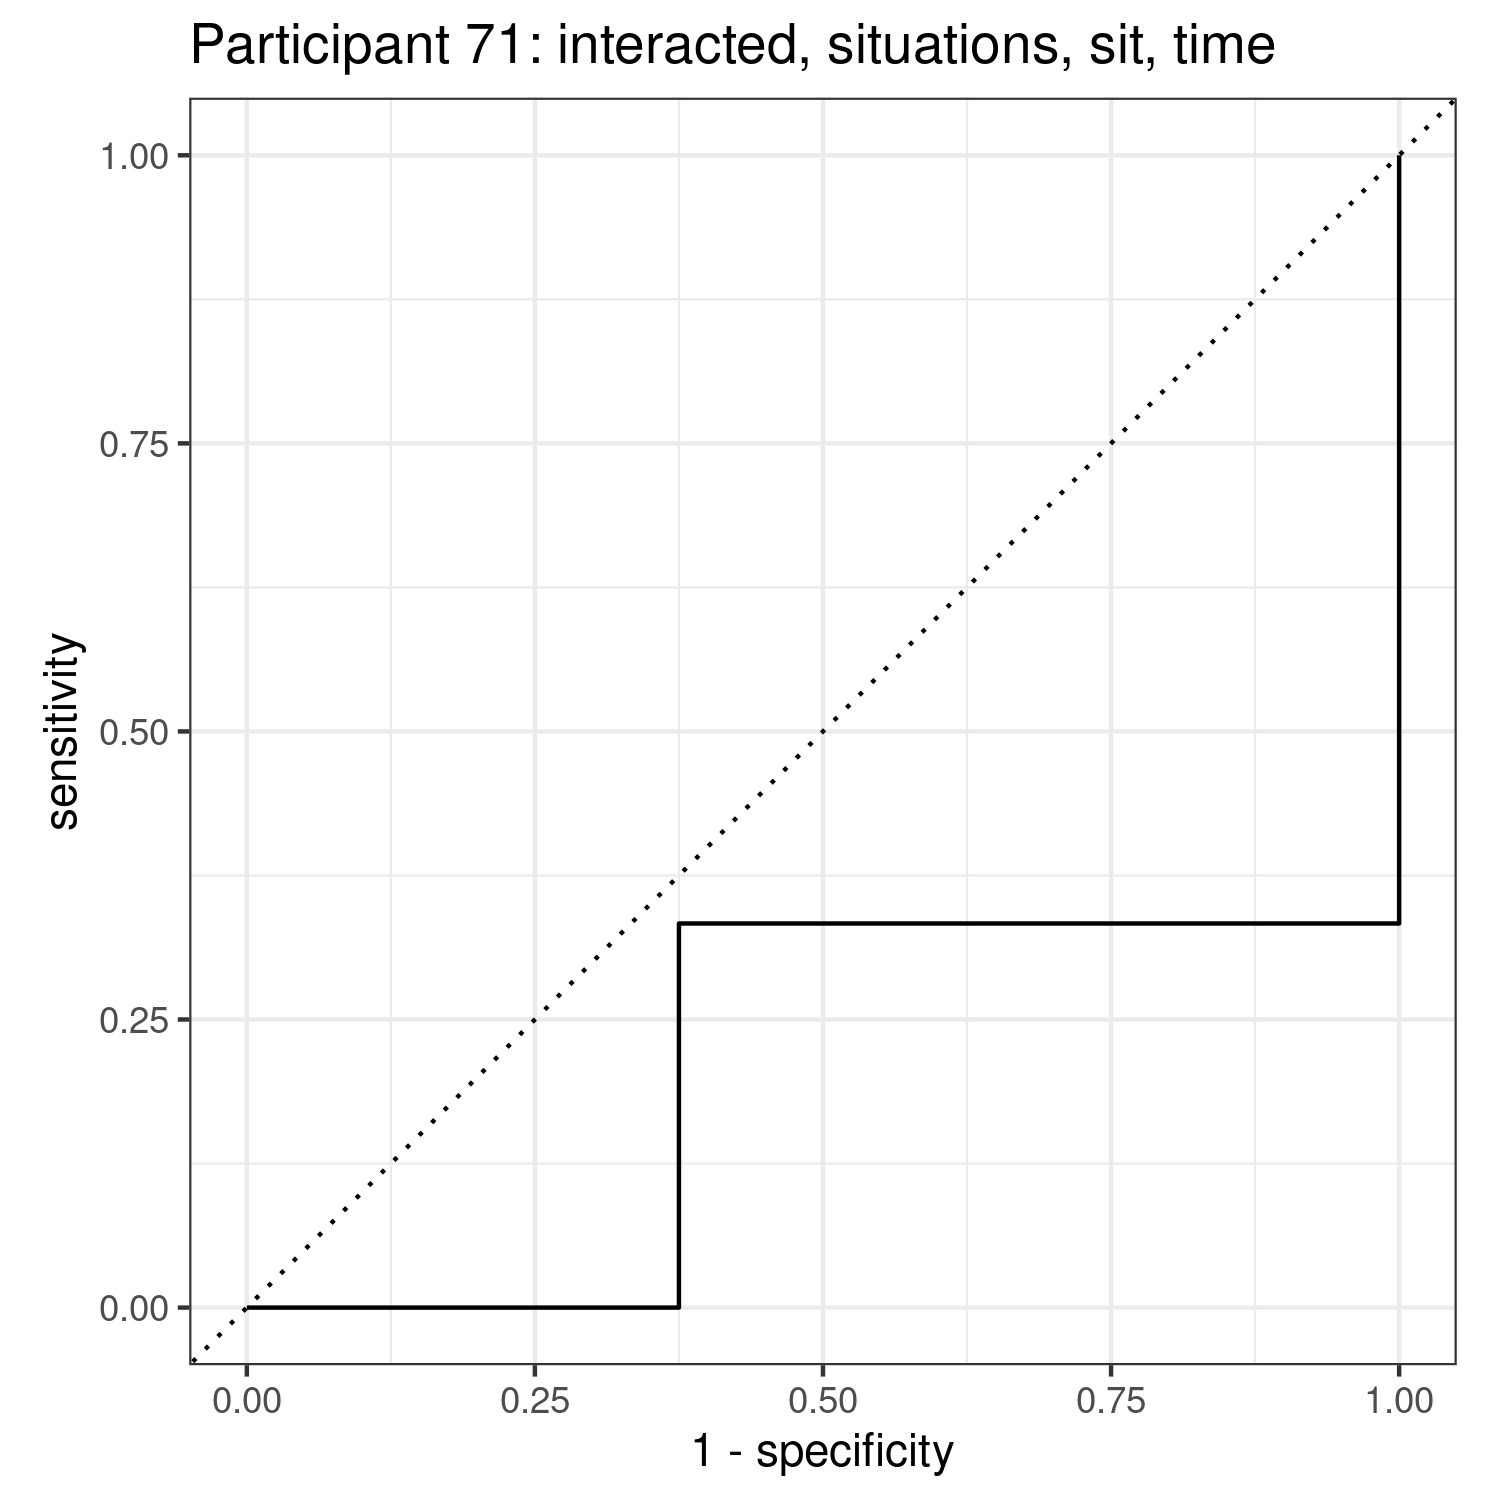 Participant 71: interacted, situations, sit, time
1.00
0.75
0.50
0.25
0.00
sensitivity
0.00 0.25 0.50 0.75 1.00
1 - specificity